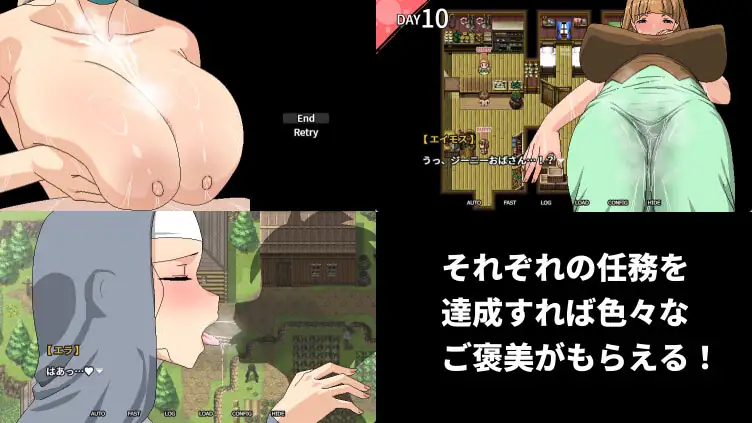 End
Retry
DAY10
【エイモス】
うっ、ジーニーおばさん…！？
AUTO FAST LOG LOAD CONFIG HIDE
【エラ】
はあっ…♥
AUTO FAST LOG LOAD CONFIG HIDE
それぞれの任務を
達成すれば色々な
ご褒美がもらえる！